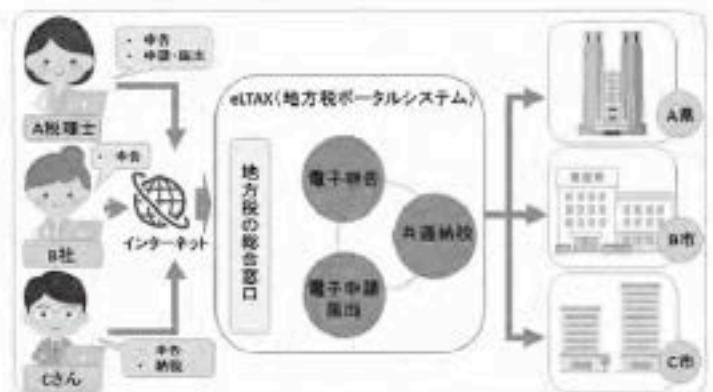 ・ 申告
・ 申請・届出
A税理士
・ 申告
B社
インターネット
・ 申告
・ 納税
Cさん
eLTAX(地方税ポータルシステム)
地方税の総合窓口
電子申告
共通納税
電子申請
届出
A県
B市
C市